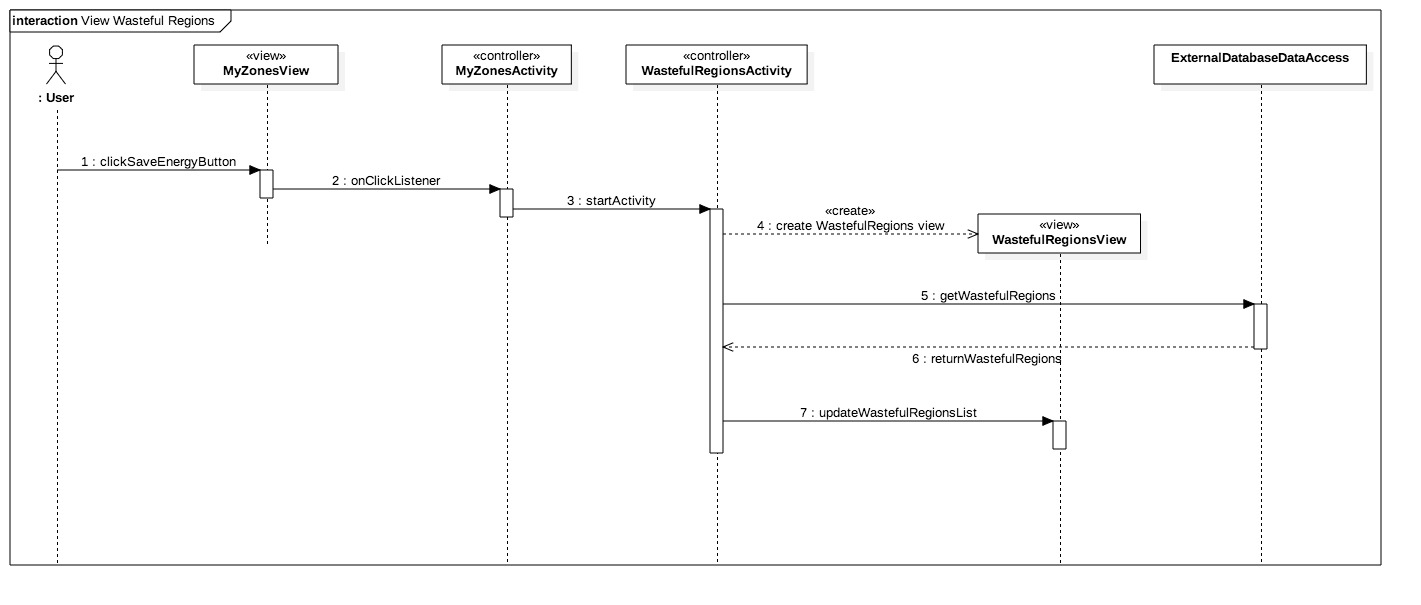 interaction View Wasteful Regions
: User
«view»
MyZonesView
«controller»
MyZonesActivity
«controller»
WastefulRegionsActivity
ExternalDatabaseDataAccess
1 : clickSaveEnergyButton
2 : onClickListener
3 : startActivity
«create»
4 : create WastefulRegions view
«view»
WastefulRegionsView
5 : getWastefulRegions
6 : returnWastefulRegions
7 : updateWastefulRegionsList